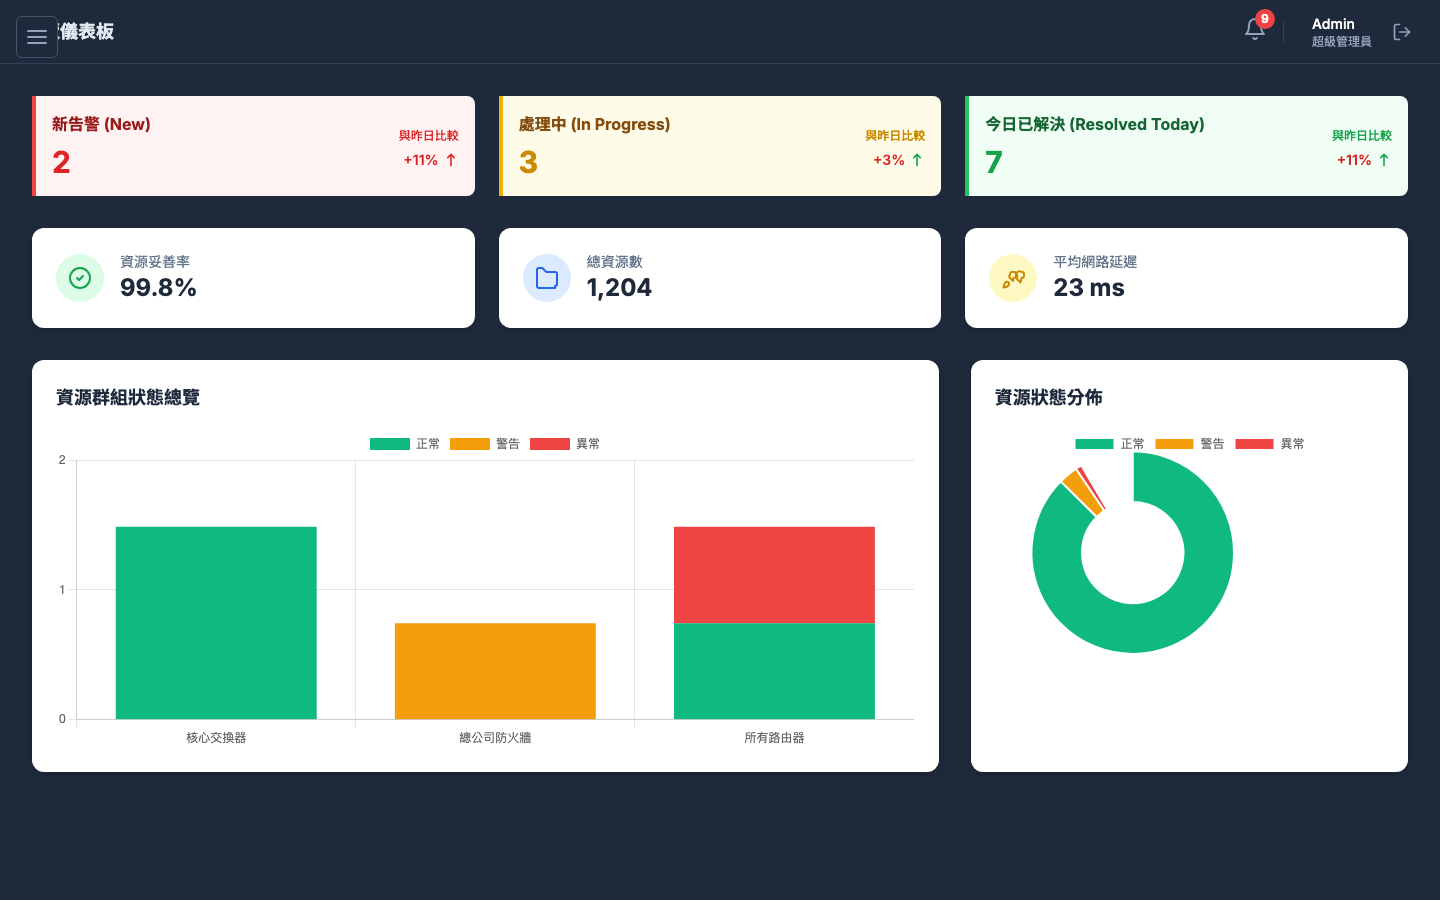 儀表板
9
Admin
超級管理員
新告警 (New)
2
與昨日比較
+11% ↑
處理中 (In Progress)
3
與昨日比較
+3% ↑
今日已解決 (Resolved Today)
7
與昨日比較
+11% ↑
資源妥善率
99.8%
總資源數
1,204
平均網路延遲
23 ms
資源群組狀態總覽
正常 警告 異常
2
1
0
核心交換器 總公司防火牆 所有路由器
資源狀態分佈
正常 警告 異常